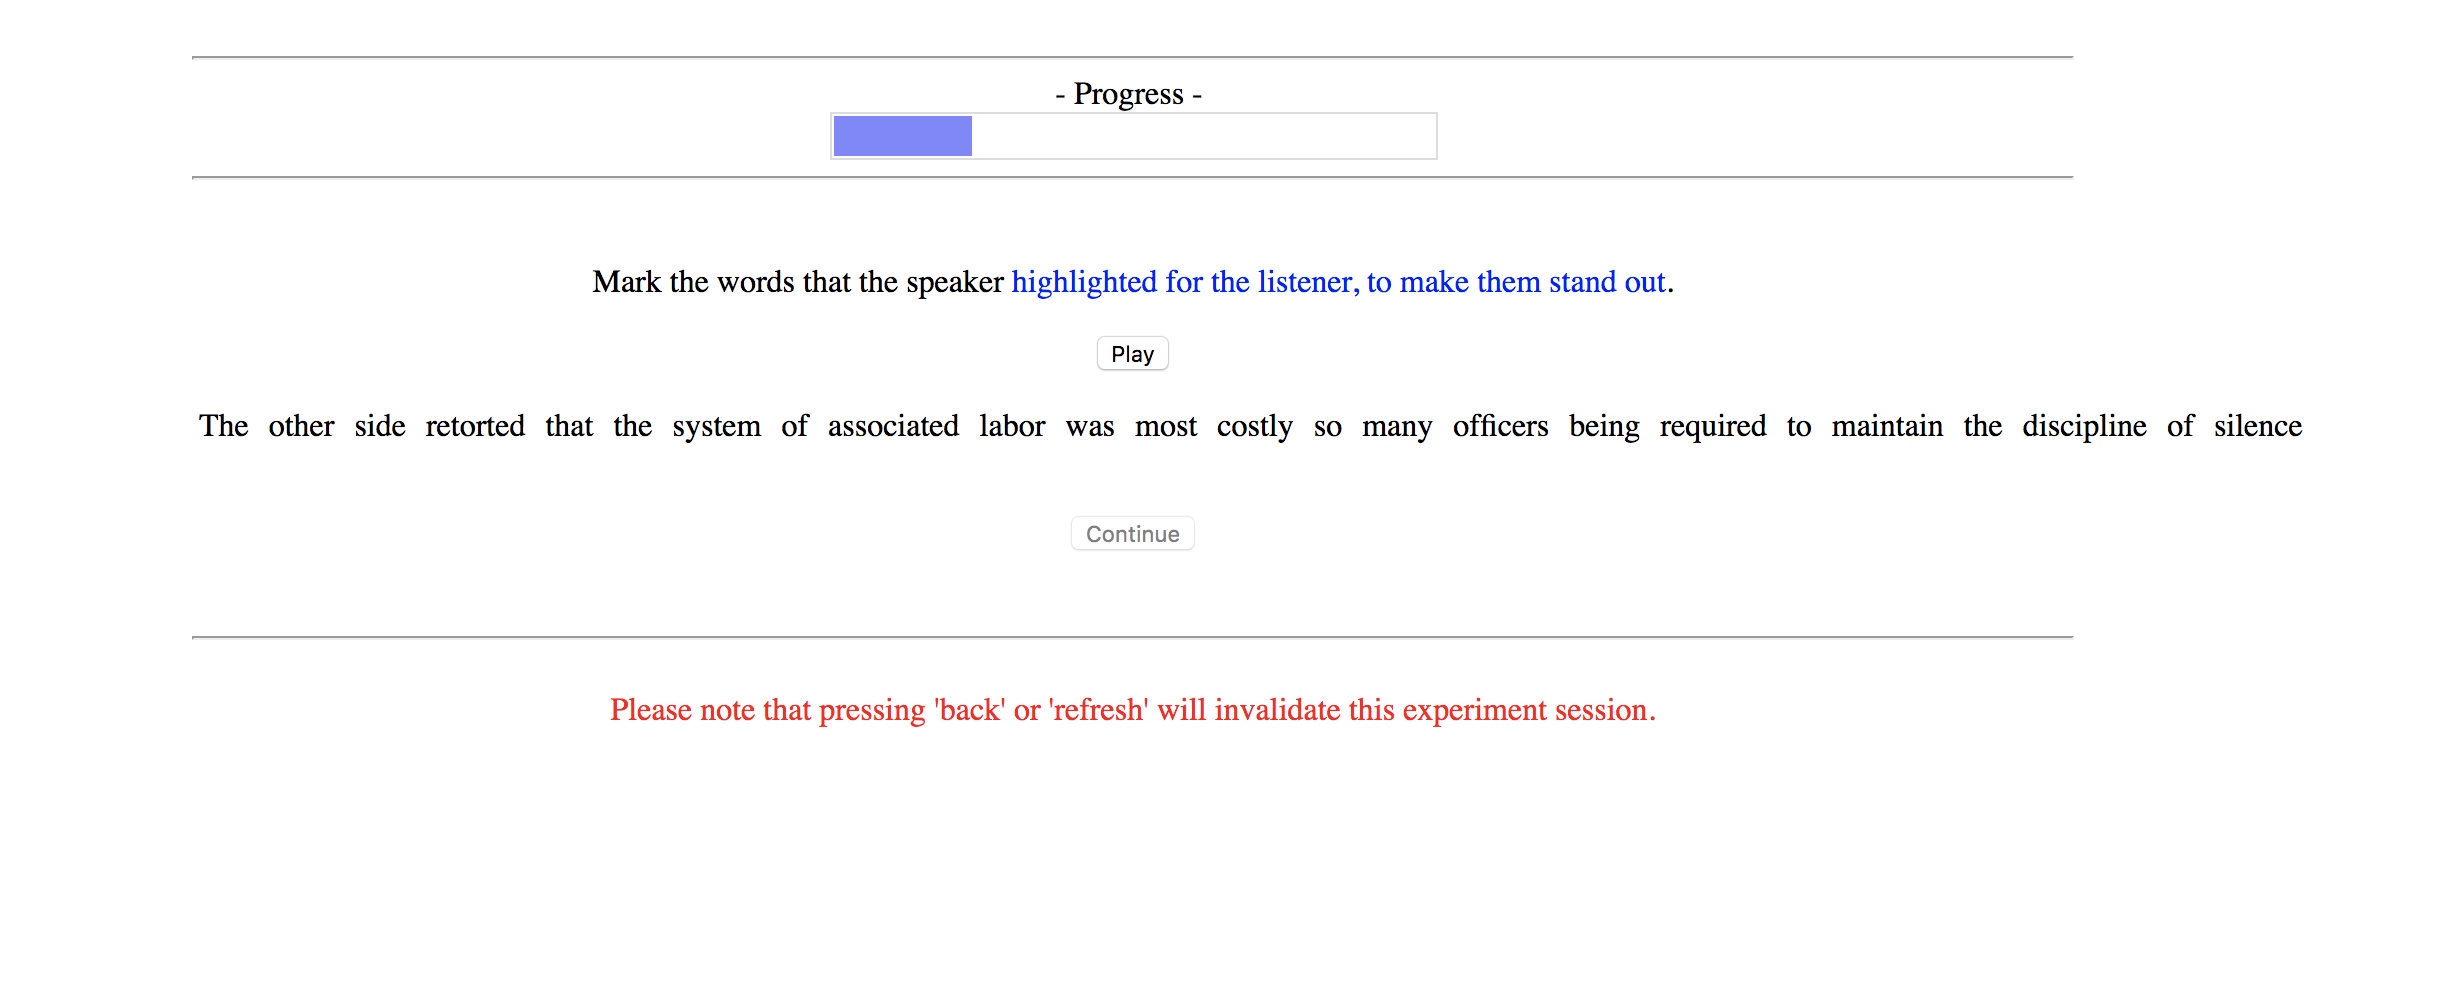 - Progress -
Mark the words that the speaker highlighted for the listener, to make them stand out.
Play
The other side retorted that the system of associated labor was most costly so many officers being required to maintain the discipline of silence
Continue
Please note that pressing 'back' or 'refresh' will invalidate this experiment session.